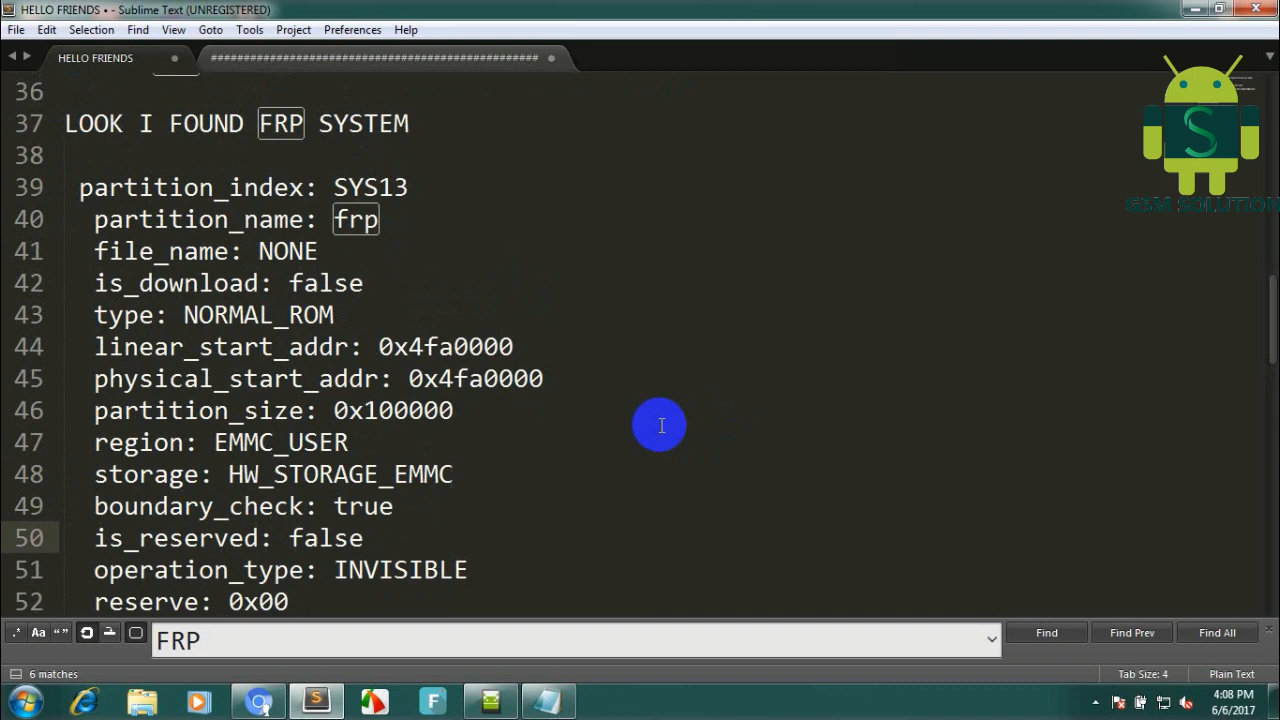 HELLO FRIENDS • - Sublime Text (UNREGISTERED)
File Edit Selection Find View Goto Tools Project Preferences Help
HELLO FRIENDS
36
37 LOOK I FOUND FRP SYSTEM
38
39 partition_index: SYS13
40 partition_name: frp
41 file_name: NONE
42 is_download: false
43 type: NORMAL_ROM
44 linear_start_addr: 0x4fa0000
45 physical_start_addr: 0x4fa0000
46 partition_size: 0x100000
47 region: EMMC_USER
48 storage: HW_STORAGE_EMMC
49 boundary_check: true
50 is_reserved: false
51 operation_type: INVISIBLE
52 reserve: 0x00
S
GSM SOLUTION
.* Aa “” FRP Find Find Prev Find All
6 matches Tab Size: 4 Plain Text
S F
4:08 PM
6/6/2017